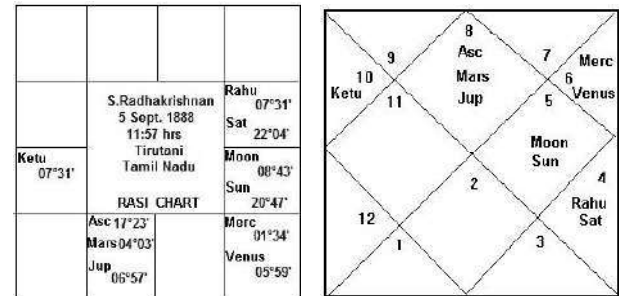 S.Radhakrishnan
5 Sept. 1888
11:57 hrs
Tirutani
Tamil Nadu
RASI CHART
Rahu
07°31'
Sat
22°04'
Ketu
07°31'
Moon
08°43'
Sun
20°47'
Asc 17°23'
Mars 04°03'
Jup
06°57'
Merc
01°34'
Venus
05°59'
8
Asc
Mars
Jup
9
7
Merc
10
6
Ketu
Venus
11
5
Moon
Sun
2
4
Rahu
Sat
12
1
3